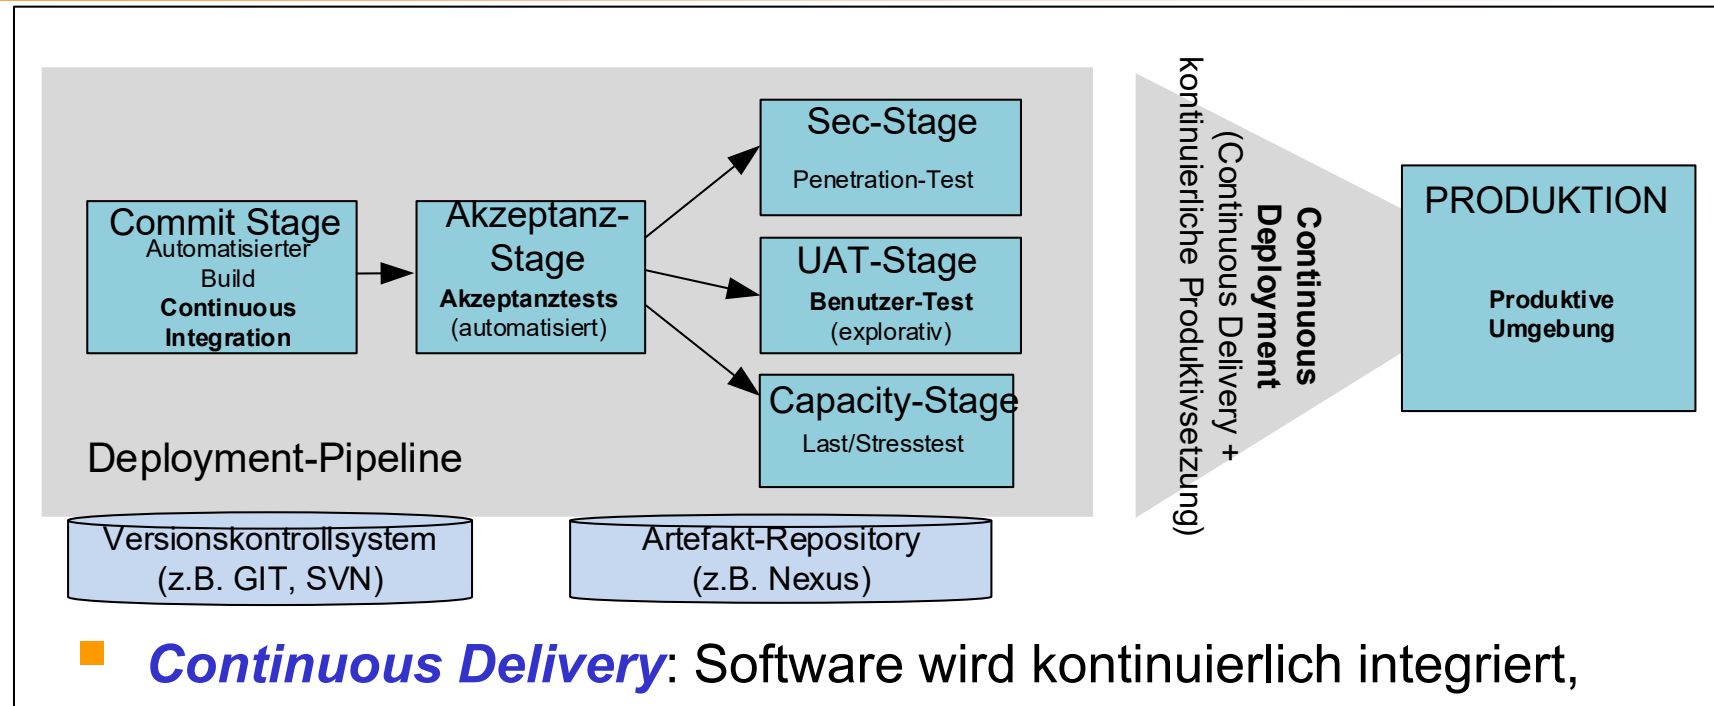 Commit Stage
Automatisierter
Build
Continuous
Integration
Akzeptanz-
Stage
Akzeptanztests
(automatisiert)
Sec-Stage
Penetration-Test
UAT-Stage
Benutzer-Test
(explorativ)
Capacity-Stage
Last/Stresstest
Deployment-Pipeline
Continuous
Deployment
(Continuous Delivery +
kontinuierliche Produktivsetzung)
PRODUKTION
Produktive
Umgebung
Versionskontrollsystem
(z.B. GIT, SVN)
Artefakt-Repository
(z.B. Nexus)
Continuous Delivery: Software wird kontinuierlich integriert,